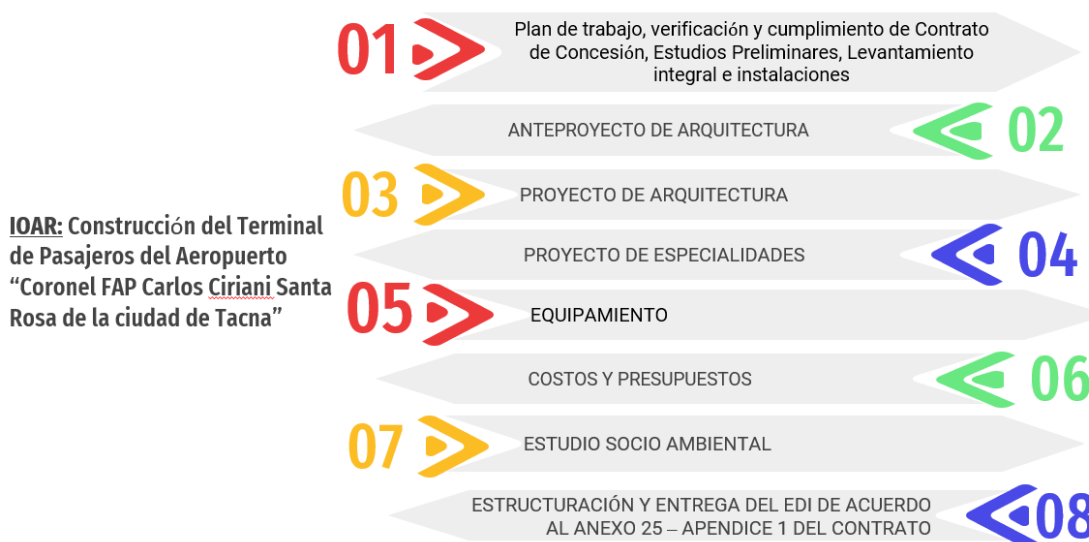 IOAR: Construcción del Terminal
de Pasajeros del Aeropuerto
“Coronel FAP Carlos Ciriani Santa
Rosa de la ciudad de Tacna”
01
Plan de trabajo, verificación y cumplimiento de Contrato
de Concesión, Estudios Preliminares, Levantamiento
integral e instalaciones
ANTEPROYECTO DE ARQUITECTURA
02
03
PROYECTO DE ARQUITECTURA
PROYECTO DE ESPECIALIDADES
04
05
EQUIPAMIENTO
COSTOS Y PRESUPUESTOS
06
07
ESTUDIO SOCIO AMBIENTAL
ESTRUCTURACIÓN Y ENTREGA DEL EDI DE ACUERDO
AL ANEXO 25 – APENDICE 1 DEL CONTRATO
08